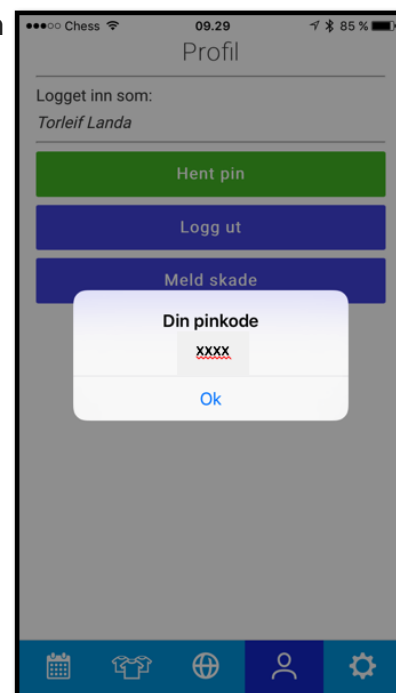 n
●●●○○ Chess 09.29 85 %
Profil
Logget inn som:
Torleif Landa
Hent pin
Logg ut
Meld skade
Din pinkode
xxxx
Ok